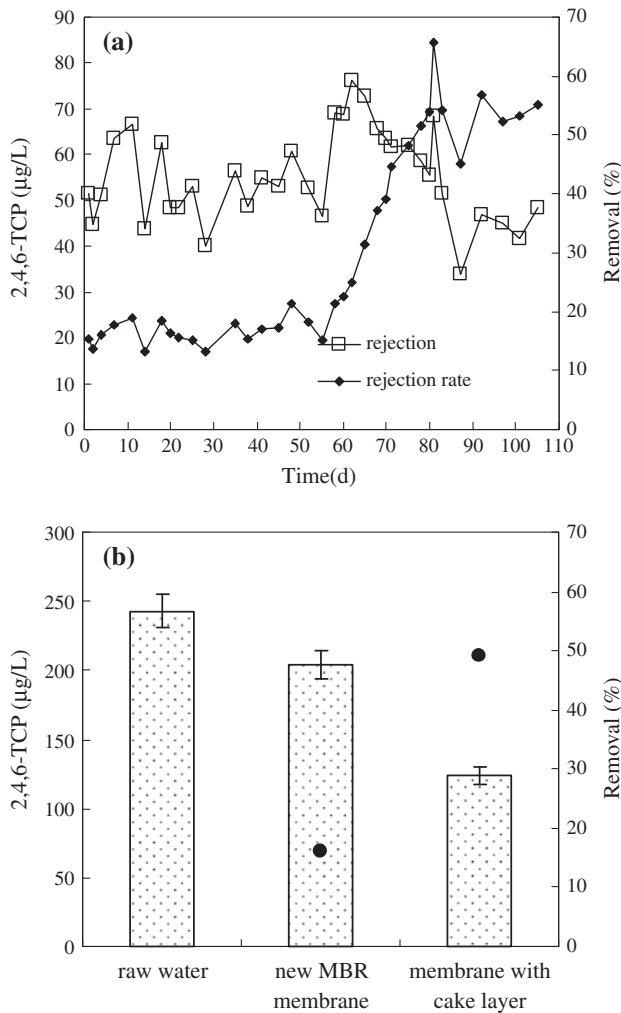 (a)
90
80
70
60
50
40
30
20
10
0
2,4,6-TCP (μg/L)
70
60
50
40
30
20
10
0
Removal (%)
rejection
rejection rate
0 10 20 30 40 50 60 70 80 90 100 110
Time(d)
(b)
300
250
200
150
100
50
0
2,4,6-TCP (μg/L)
70
60
50
40
30
20
10
0
Removal (%)
raw water
new MBR
membrane
membrane with
cake layer